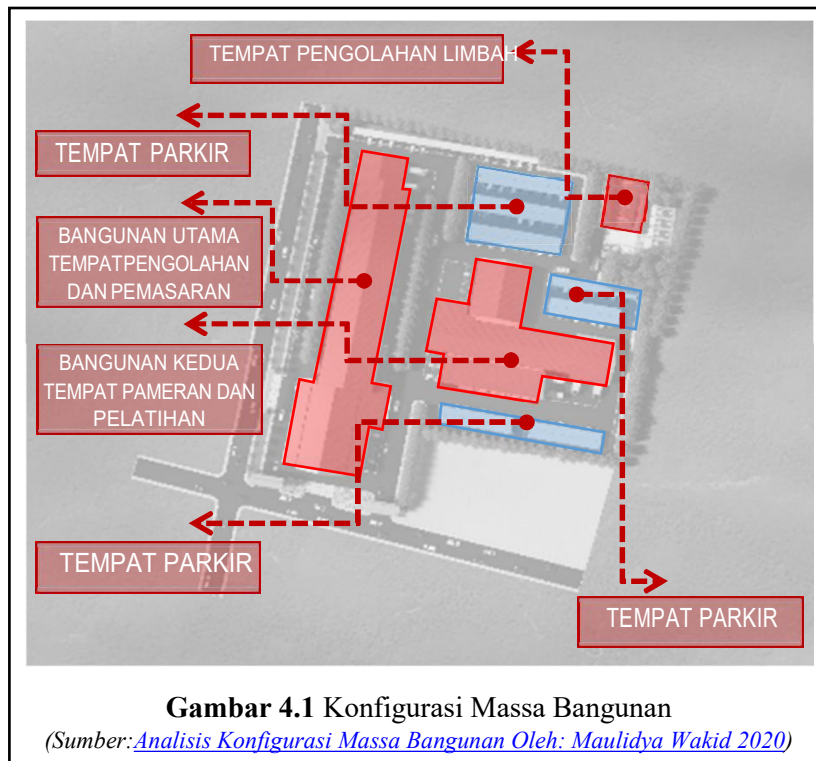 TEMPAT PENGOLAHAN LIMBAH
TEMPAT PARKIR
BANGUNAN UTAMA
TEMPATPENGOLAHAN
DAN PEMASARAN
BANGUNAN KEDUA
TEMPAT PAMERAN DAN
PELATIHAN
TEMPAT PARKIR
TEMPAT PARKIR
Gambar 4.1 Konfigurasi Massa Bangunan
(Sumber:Analisis Konfigurasi Massa Bangunan Oleh: Maulidya Wakid 2020)